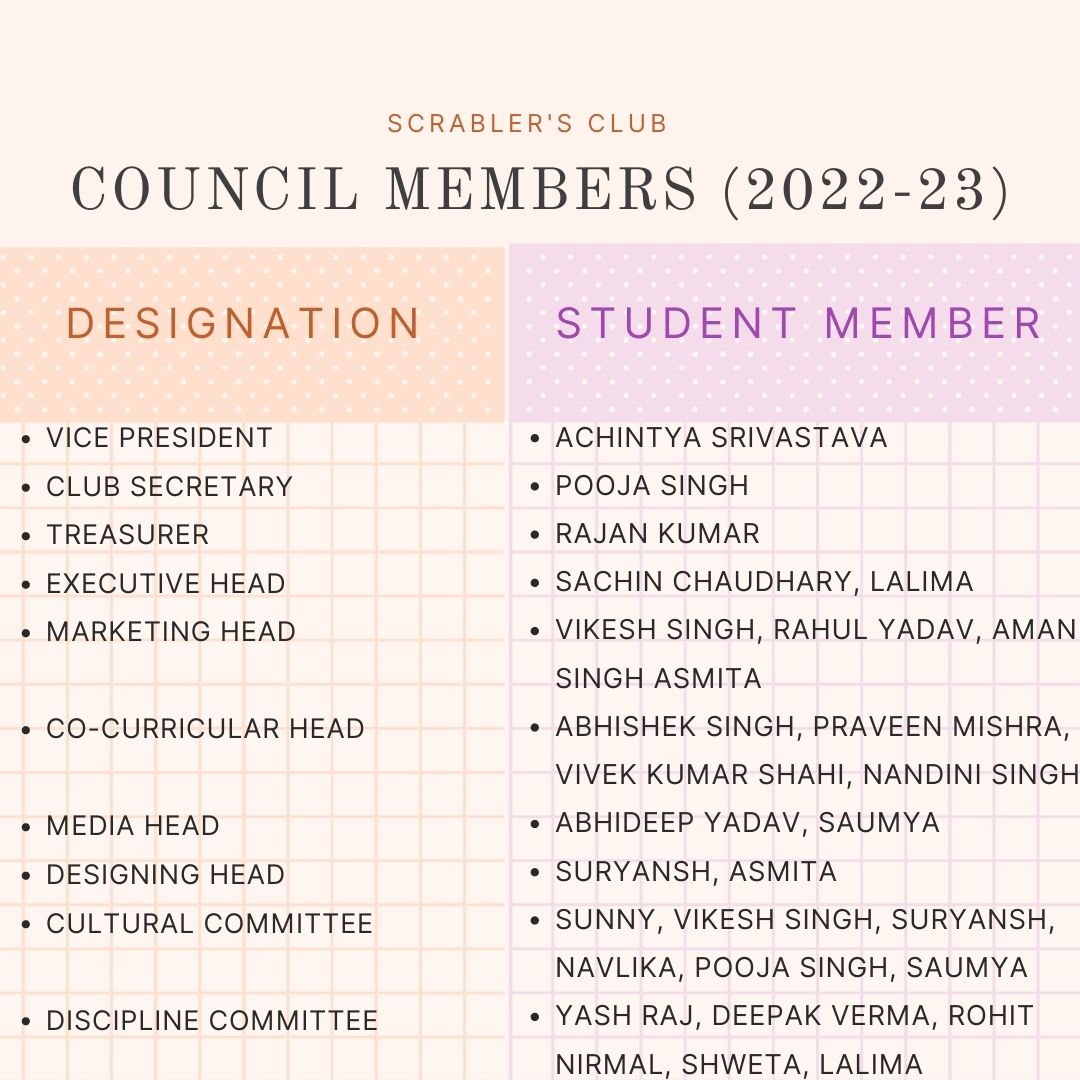 SCRABLER'S CLUB
COUNCIL MEMBERS (2022-23)
DESIGNATION
STUDENT MEMBER
• VICE PRESIDENT
• CLUB SECRETARY
• TREASURER
• EXECUTIVE HEAD
• MARKETING HEAD
• CO-CURRICULAR HEAD
• MEDIA HEAD
• DESIGNING HEAD
• CULTURAL COMMITTEE
• DISCIPLINE COMMITTEE
• ACHINTYA SRIVASTAVA
• POOJA SINGH
• RAJAN KUMAR
• SACHIN CHAUDHARY, LALIMA
• VIKESH SINGH, RAHUL YADAV, AMAN
SINGH ASMITA
• ABHISHEK SINGH, PRAVEEN MISHRA,
VIVEK KUMAR SHAHI, NANDINI SINGH
• ABHIDEEP YADAV, SAUMYA
• SURYANSH, ASMITA
• SUNNY, VIKESH SINGH, SURYANSH,
NAVLIKA, POOJA SINGH, SAUMYA
• YASH RAJ, DEEPAK VERMA, ROHIT
NIRMAL, SHWETA, LALIMA